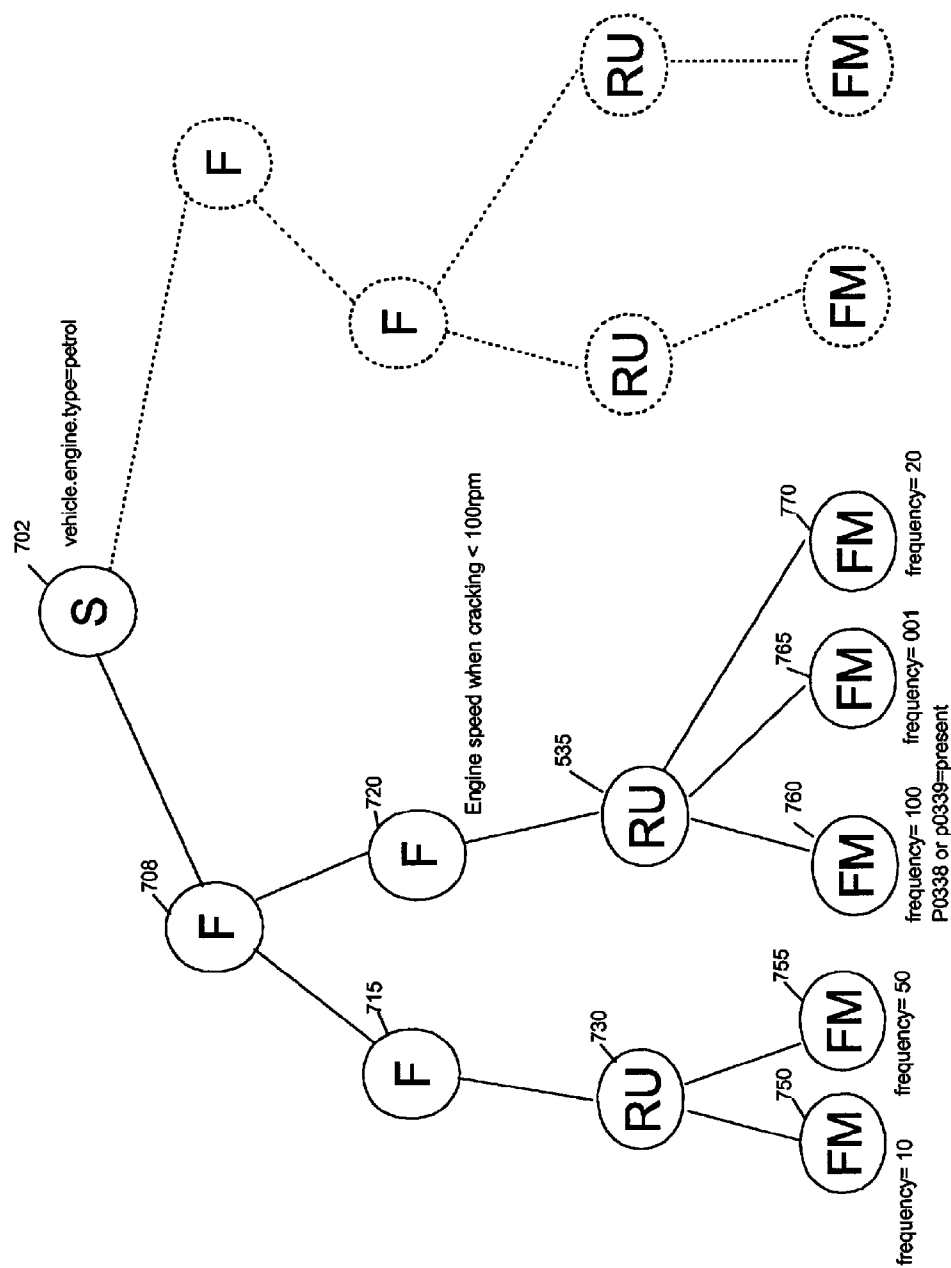 702
S
vehicle.engine.type=petrol
708
F
F
715
F
720
F
F
Engine speed when cracking < 100rpm
730
RU
535
RU
RU
RU
750
FM
755
FM
760
FM
765
FM
770
FM
FM
FM
frequency= 10
frequency= 50
frequency= 100
P0338 or p0339=present
frequency= 001
frequency= 20